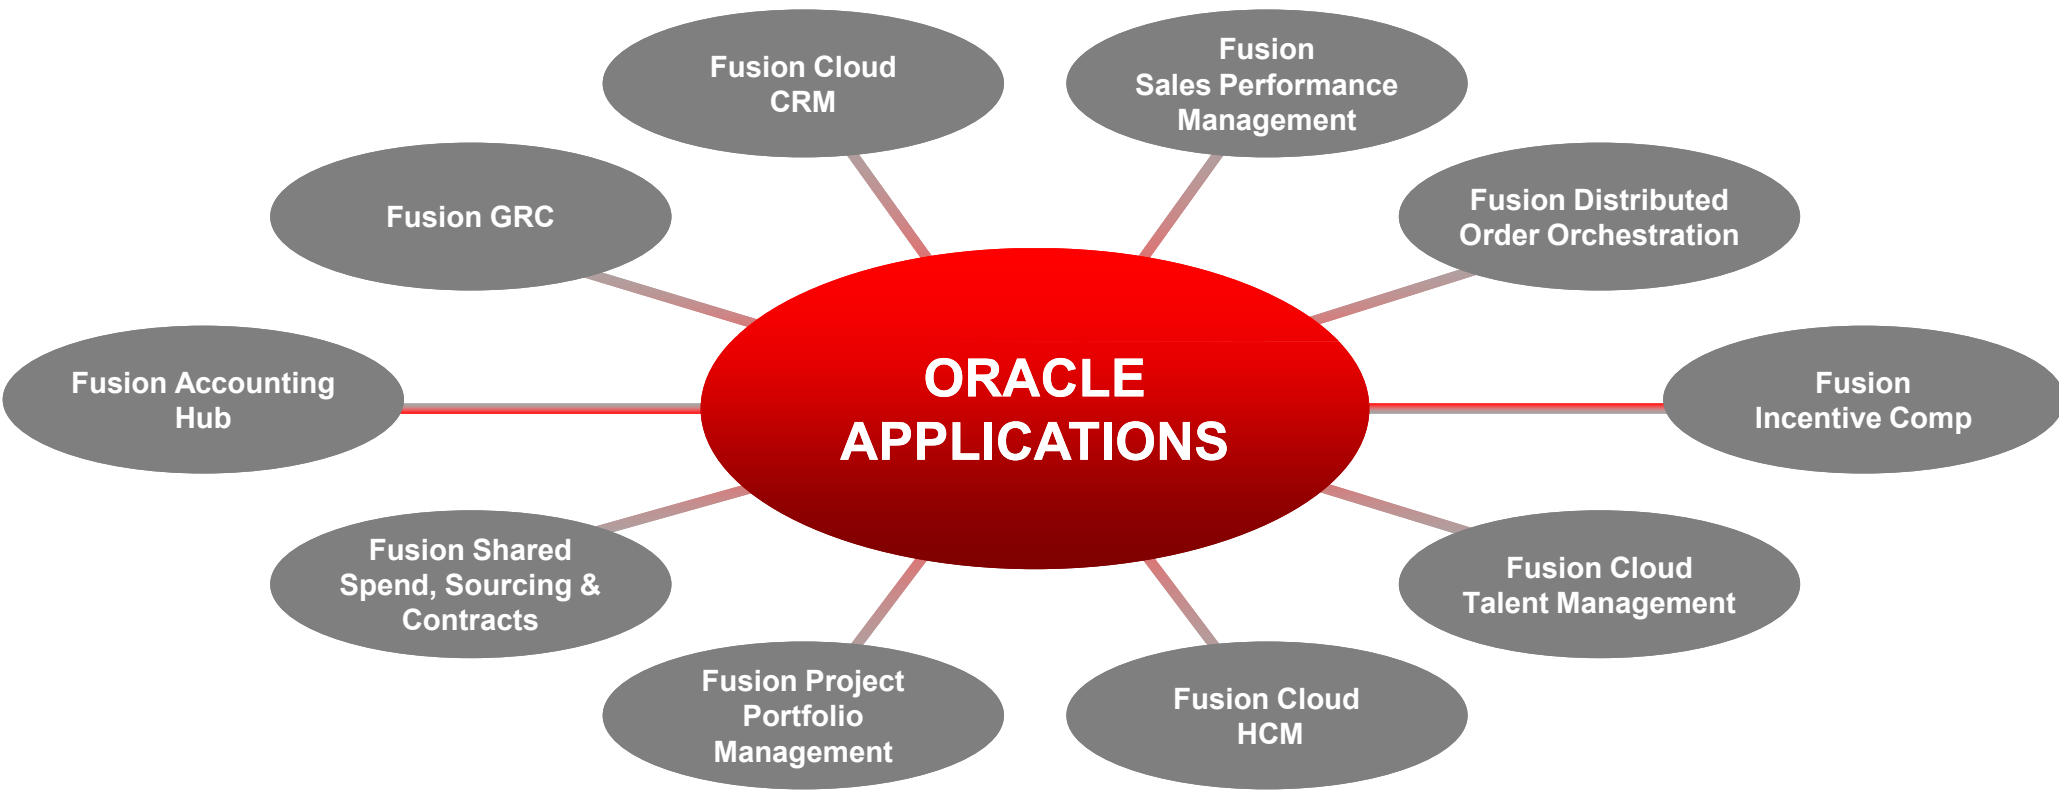 Fusion Cloud
CRM
Fusion
Sales Performance
Management
Fusion GRC
Fusion Distributed
Order Orchestration
Fusion Accounting
Hub
ORACLE
APPLICATIONS
Fusion
Incentive Comp
Fusion Shared
Spend, Sourcing &
Contracts
Fusion Cloud
Talent Management
Fusion Project
Portfolio
Management
Fusion Cloud
HCM